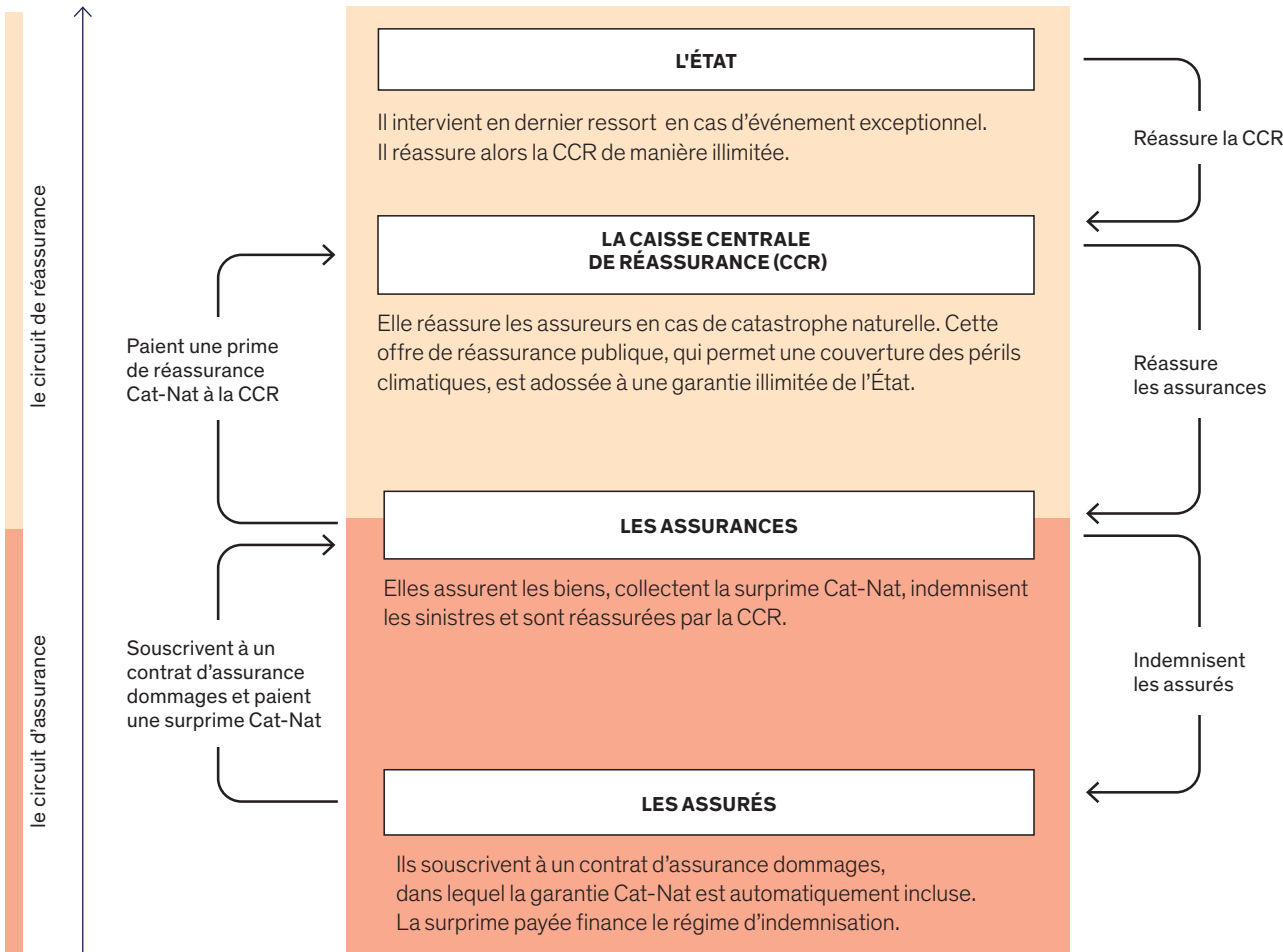 L'ÉTAT
Il intervient en dernier ressort en cas d’événement exceptionnel.
Il réassure alors la CCR de manière illimitée.
Réassure la CCR
le circuit de réassurance
LA CAISSE CENTRALE
DE RÉASSURANCE (CCR)
Elle réassure les assureurs en cas de catastrophe naturelle. Cette
offre de réassurance publique, qui permet une couverture des périls
climatiques, est adossée à une garantie illimitée de l’État.
Paient une prime
de réassurance
Cat-Nat à la CCR
Réassure
les assurances
LES ASSURANCES
Elles assurent les biens, collectent la surprime Cat-Nat, indemnisent
les sinistres et sont réassurées par la CCR.
le circuit d’assurance
Souscrivent à un
contrat d’assurance
dommages et paient
une surprime Cat-Nat
Indemnisent
les assurés
LES ASSURÉS
Ils souscrivent à un contrat d’assurance dommages,
dans lequel la garantie Cat-Nat est automatiquement incluse.
La surprime payée finance le régime d’indemnisation.